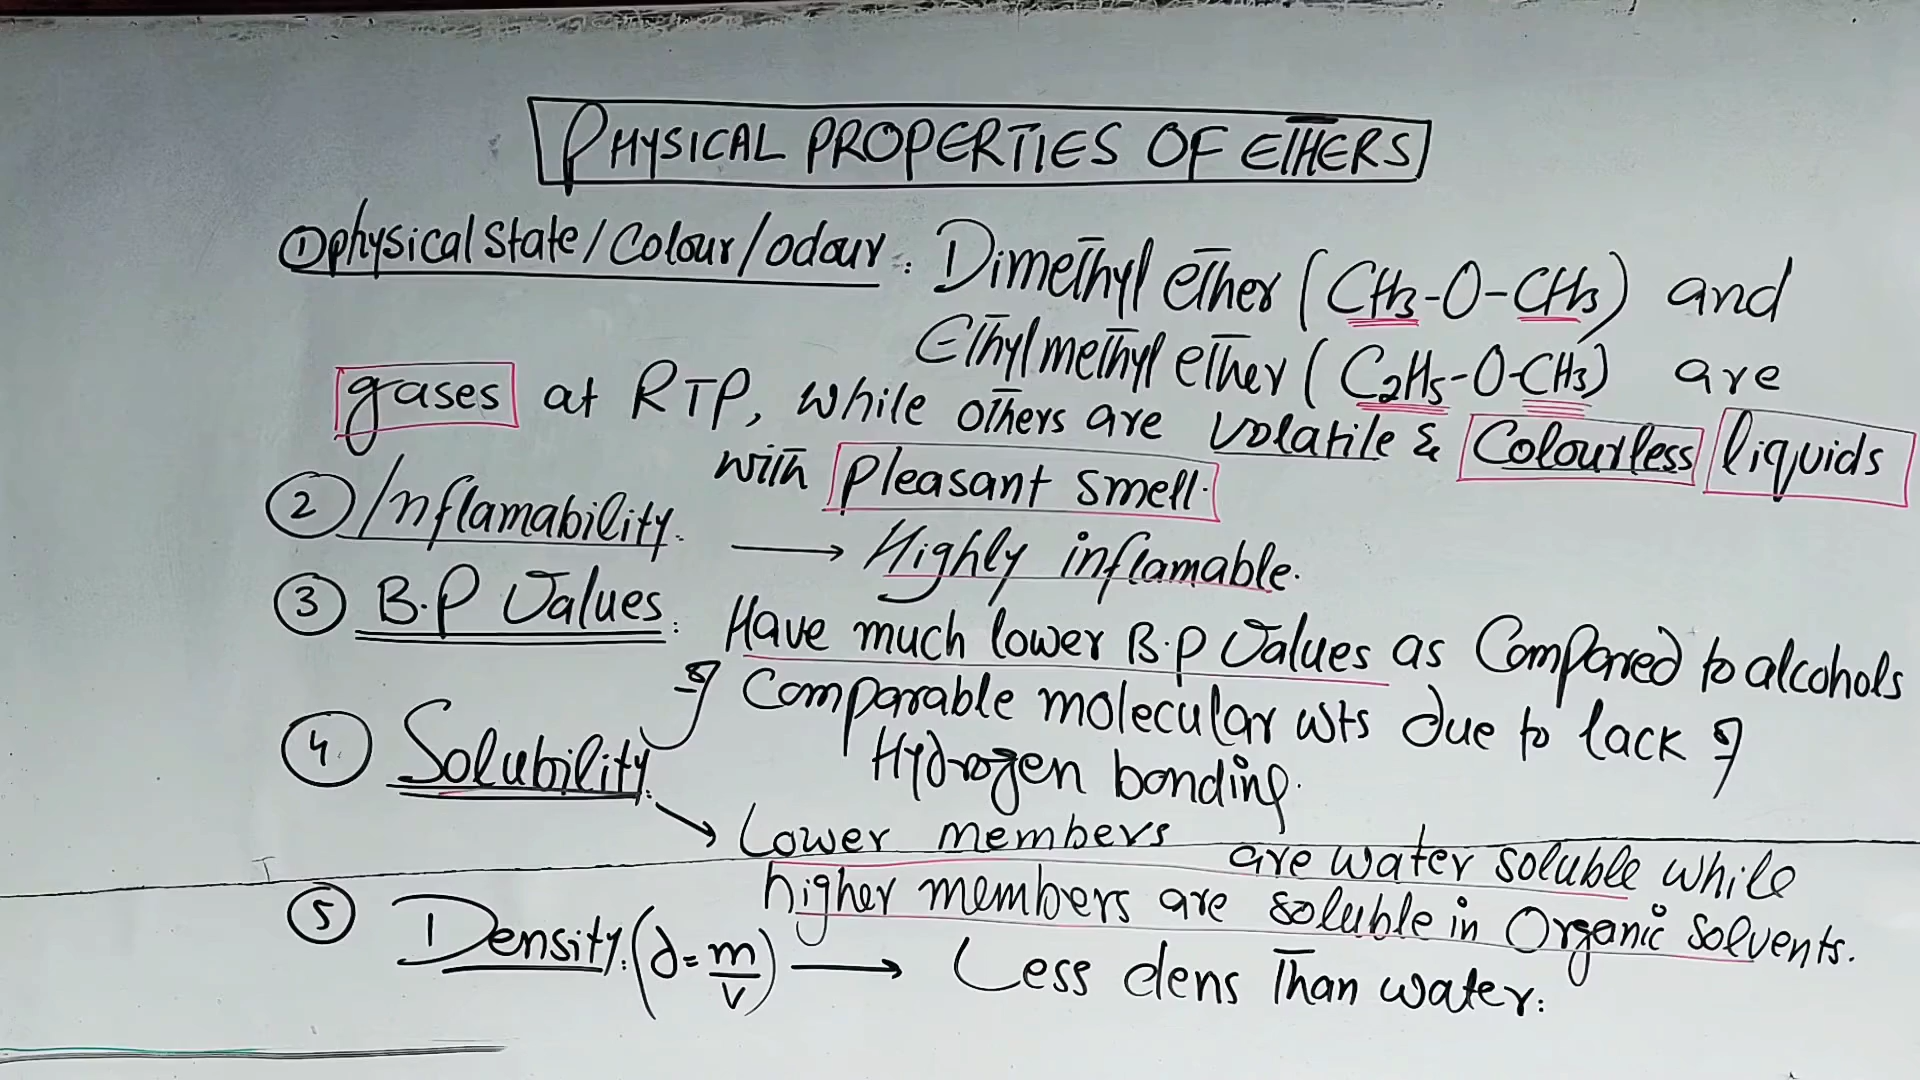 PHYSICAL PROPERTIES OF ETHERS
① physical state/Colour/odour: Dimethyl ether (CH3-O-CH3) and
Ethyl methyl ether (C2H5-O-CH3) are
gases at RTP, while others are volatile & Colourless liquids
with pleasant smell.
② Inflamability. → Highly inflamable.
③ B.P Values: Have much lower B.P Values as Compared to alcohols
of Comparable molecular wts due to lack of
Hydrogen bonding.
④ Solubility: → Lower members are water soluble while
higher members are soluble in Organic solvents.
⑤ Density: (d = m/v) → Less dens Than water.